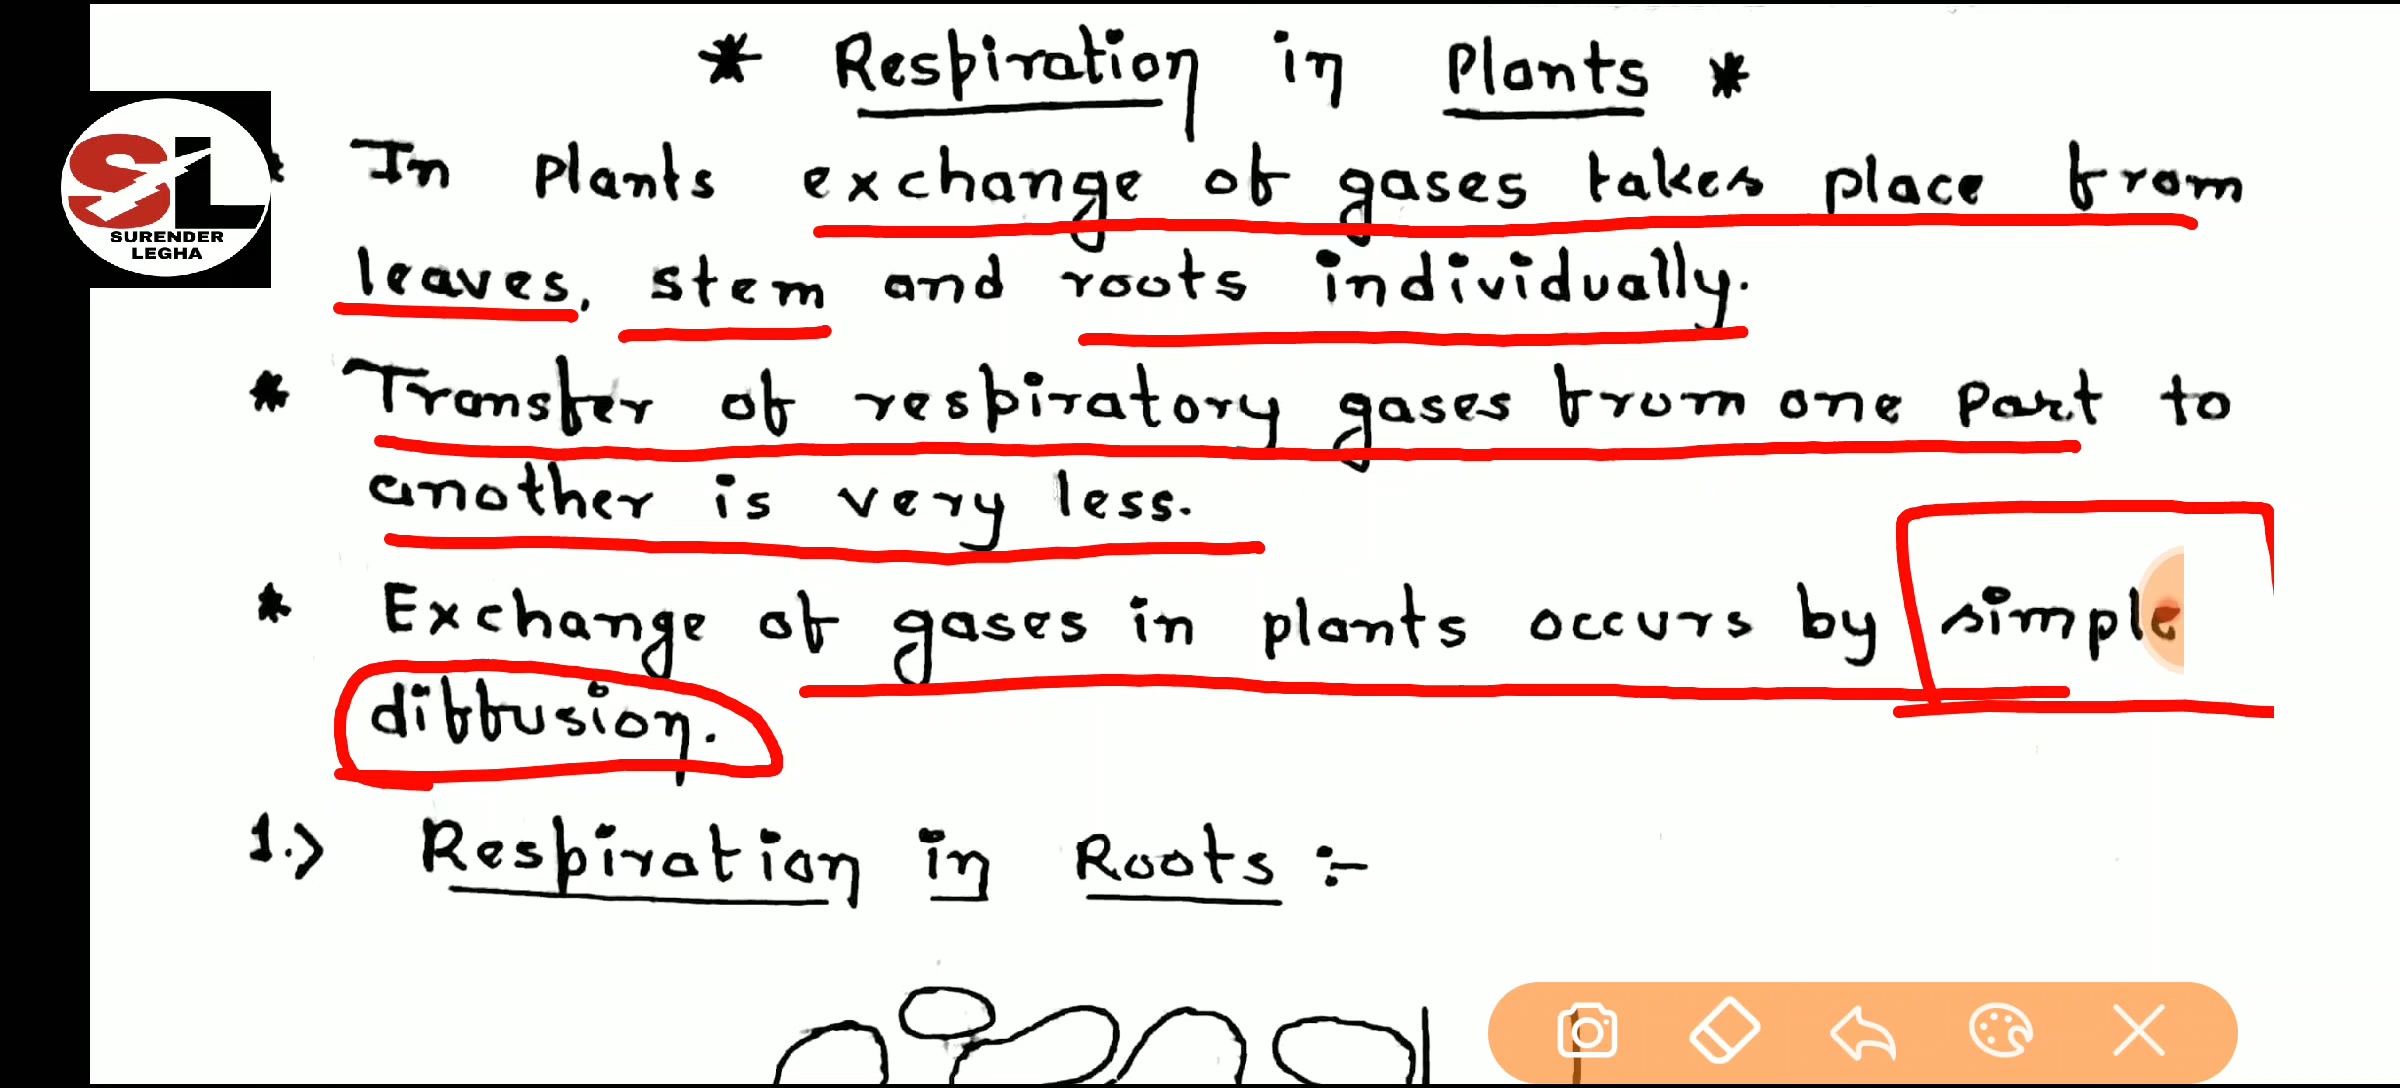 * Respiration in Plants *
SL
SURENDER
LEGHA
* In plants exchange of gases takes place from
leaves, stem and roots individually.
* Transfer of respiratory gases from one part to
another is very less.
* Exchange of gases in plants occurs by simple
diffusion.
1.) Respiration in Roots :-